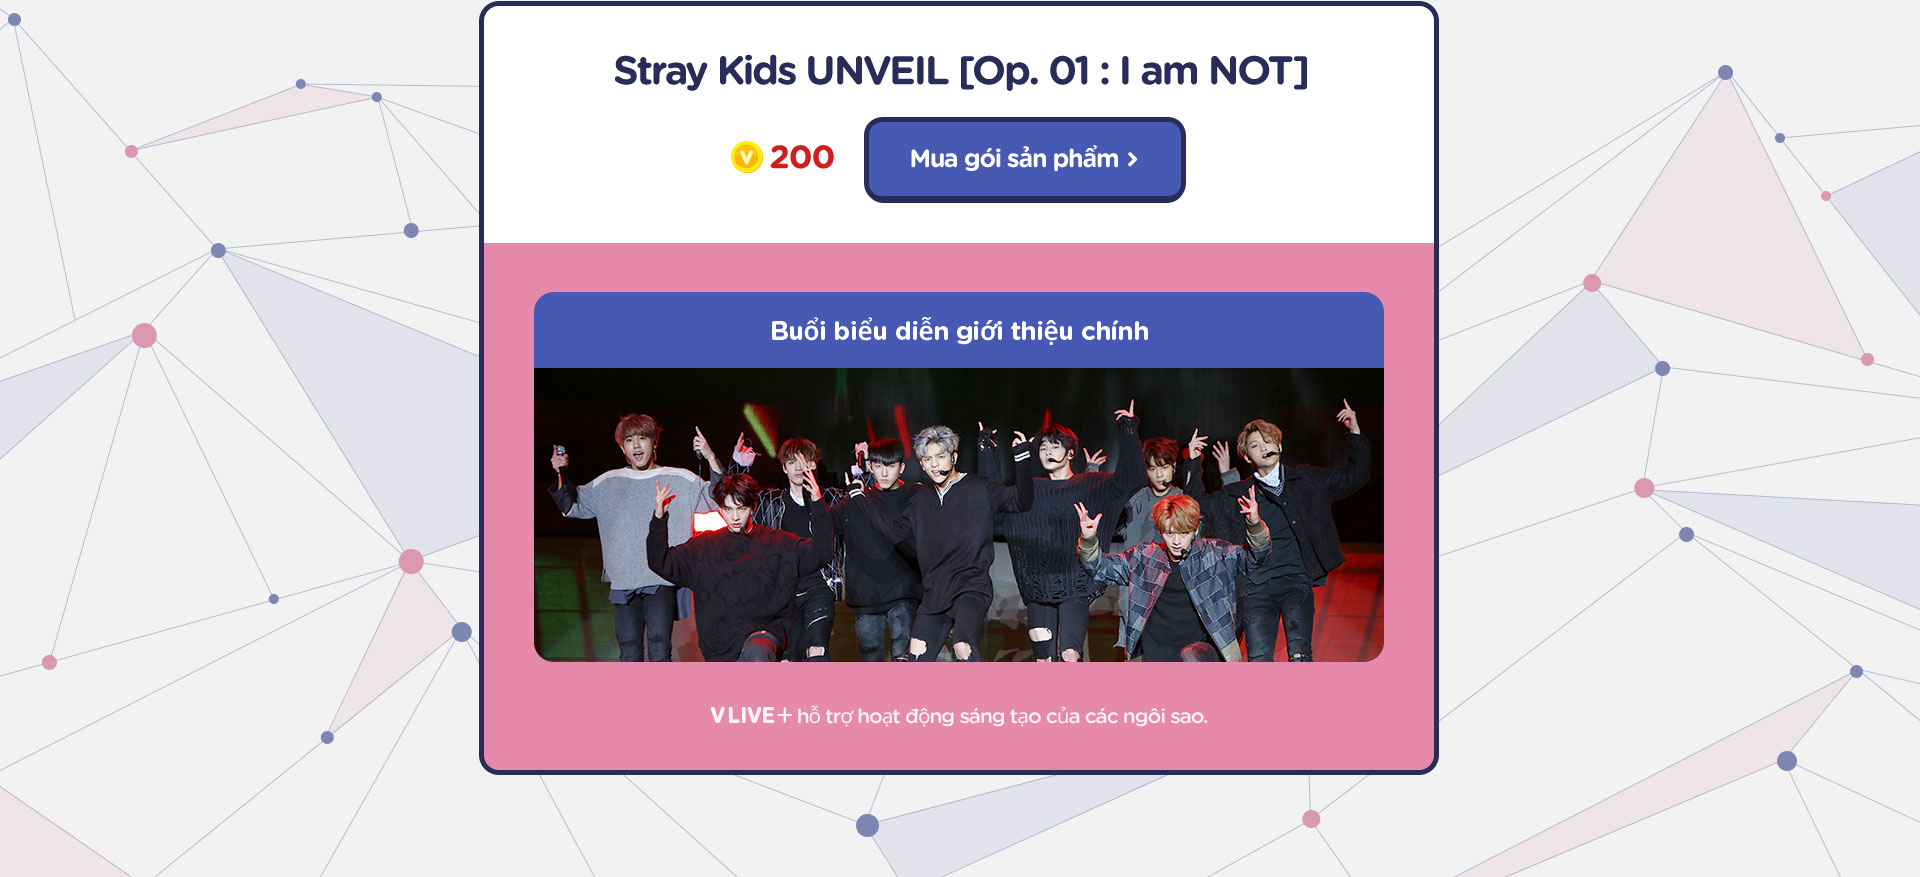 Stray Kids UNVEIL [Op. 01 : I am NOT]
V 200
Mua gói sản phẩm >
Buổi biểu diễn giới thiệu chính
V LIVE+ hỗ trợ hoạt động sáng tạo của các ngôi sao.